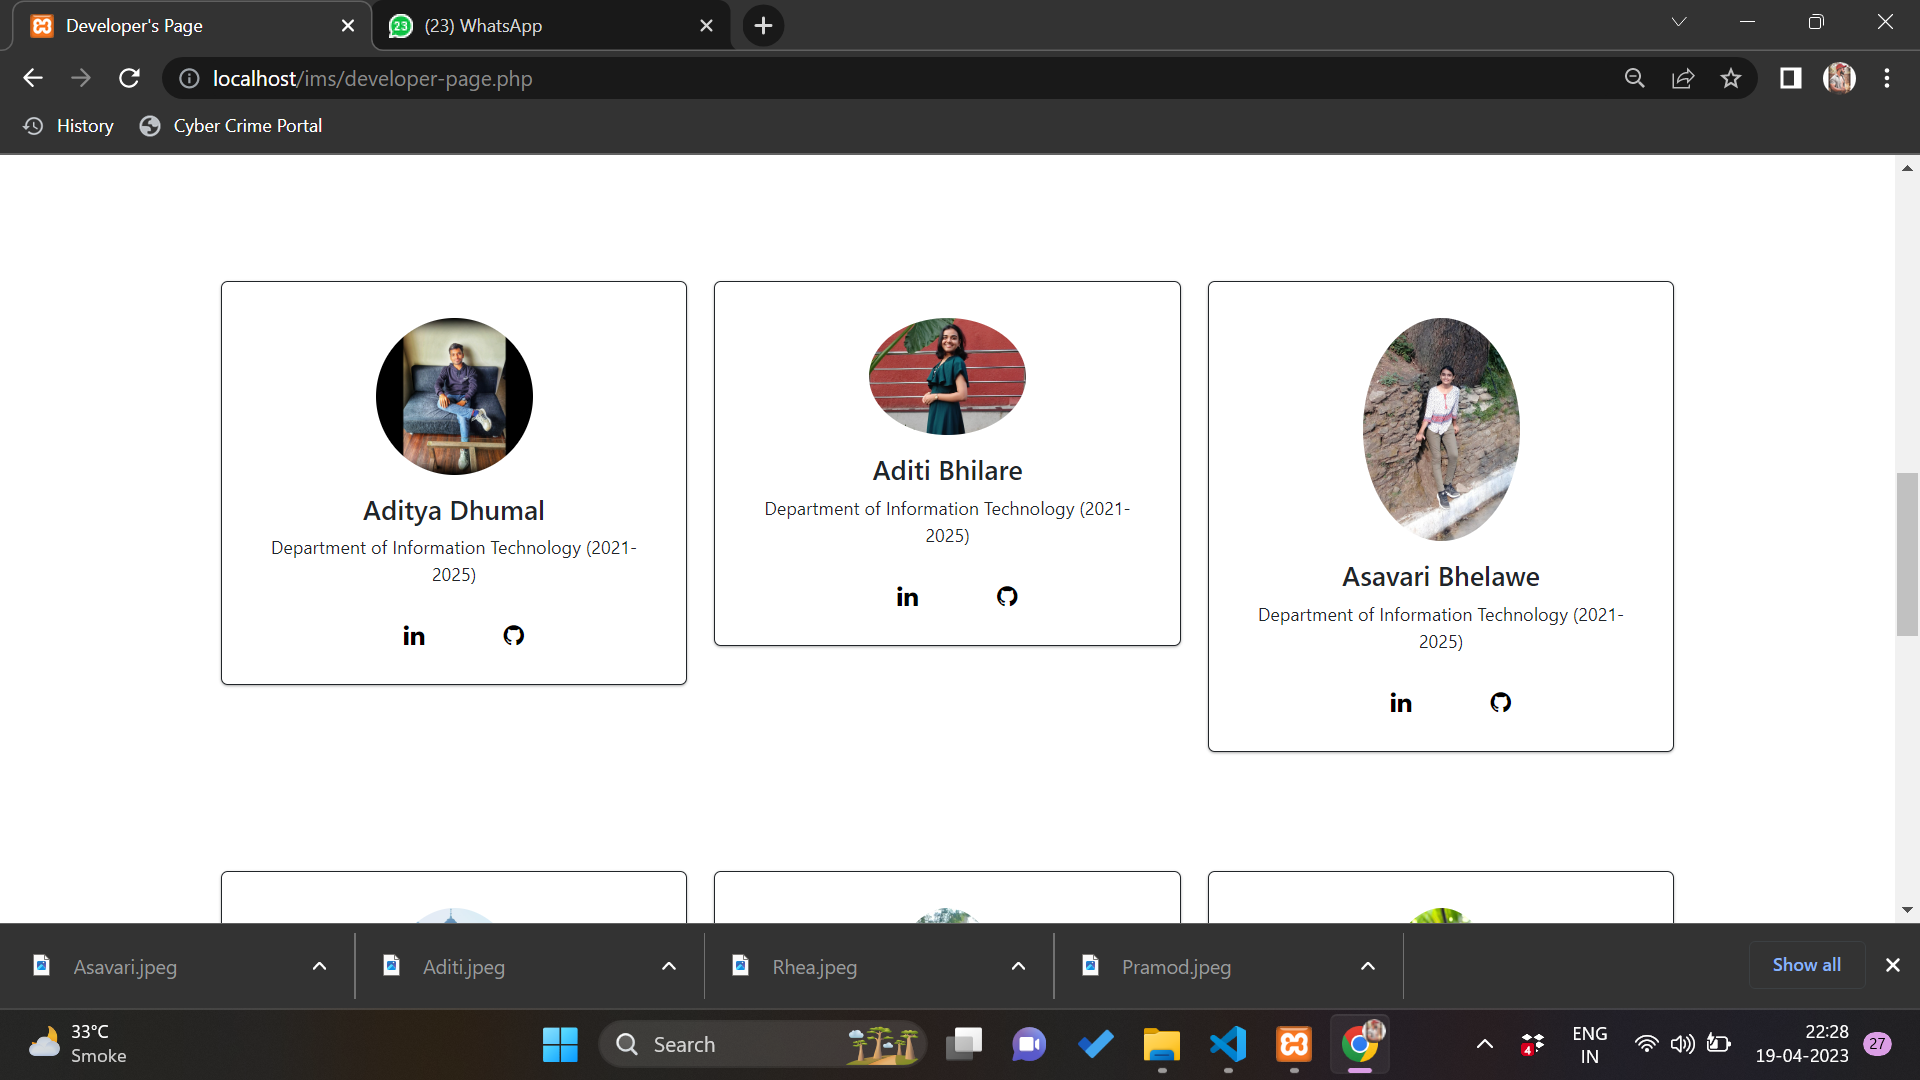 Developer's Page
(23) WhatsApp
localhost/ims/developer-page.php
History
Cyber Crime Portal
Aditya Dhumal
Department of Information Technology (2021-
2025)
in
Aditi Bhilare
Department of Information Technology (2021-
2025)
in
Asavari Bhelawe
Department of Information Technology (2021-
2025)
in
Asavari.jpeg
Aditi.jpeg
Rhea.jpeg
Pramod.jpeg
Show all
33°C
Smoke
Search
4
ENG
IN
22:28
19-04-2023
27
23